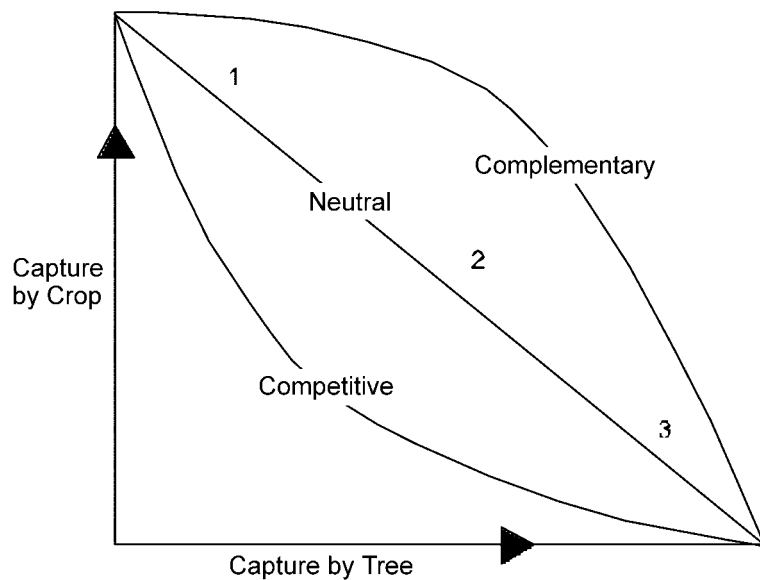 1
Complementary
Neutral
2
Capture
by Crop
Competitive
3
Capture by Tree